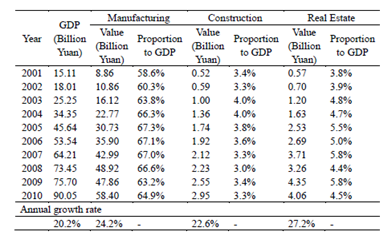 Year GDP (Billion Yuan) Manufacturing Construction Real Estate
Value (Billion Yuan) Proportion to GDP Value (Billion Yuan) Proportion to GDP Value (Billion Yuan) Proportion to GDP
2001 15.11 8.86 58.6% 0.52 3.4% 0.57 3.8%
2002 18.01 10.86 60.3% 0.59 3.3% 0.70 3.9%
2003 25.25 16.12 63.8% 1.00 4.0% 1.20 4.8%
2004 34.35 22.77 66.3% 1.36 4.0% 1.63 4.7%
2005 45.64 30.73 67.3% 1.74 3.8% 2.53 5.5%
2006 53.54 35.90 67.1% 1.92 3.6% 2.69 5.0%
2007 64.21 42.99 67.0% 2.12 3.3% 3.71 5.8%
2008 73.45 48.92 66.6% 2.23 3.0% 3.26 4.4%
2009 75.70 47.86 63.2% 2.55 3.4% 4.35 5.8%
2010 90.05 58.40 64.9% 2.95 3.3% 4.06 4.5%
Annual growth rate
20.2% 24.2% - 22.6% - 27.2% -